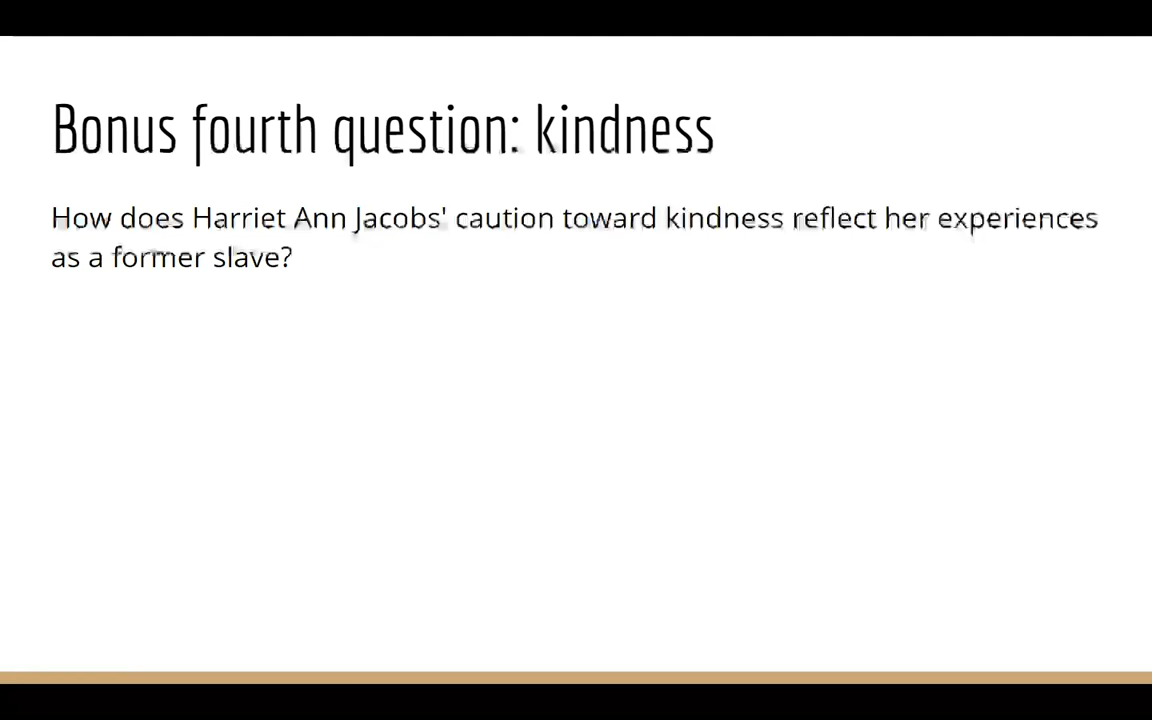 Bonus fourth question: kindness
How does Harriet Ann Jacobs' caution toward kindness reflect her experiences
as a former slave?